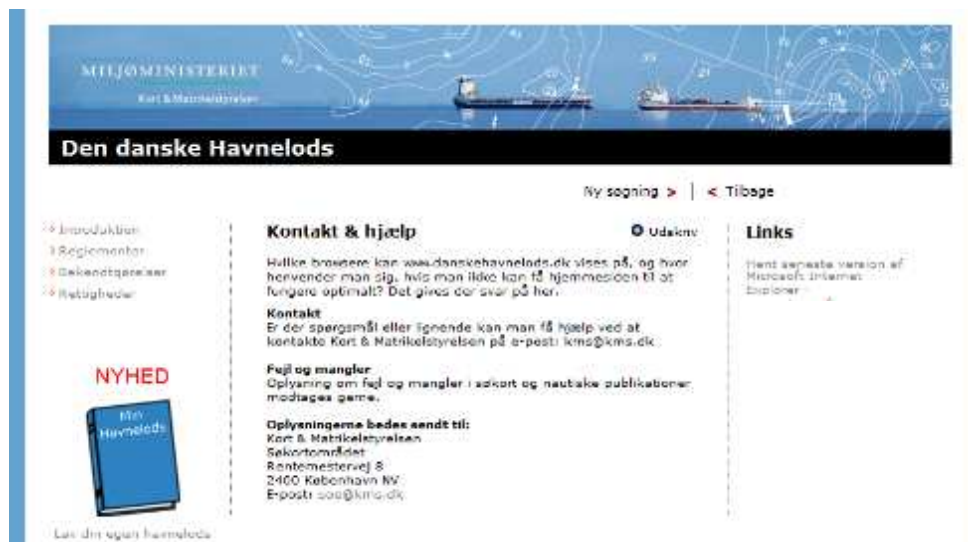 MILJØMINISTERIET
Kort & Matrikelstyrelsen
Den danske Havnelods
Ny søgning > | < Tilbage
Introduktion
Reglementer
Bekendtgørelser
Rettigheder
NYHED
Min
Havnelods
Lav din egen havnelods
Kontakt & hjælp
Udskriv
Hvilke browsere kan www.danskehavnelods.dk vises på, og hvor
henvender man sig, hvis man ikke kan få hjemmesiden til at
fungere optimalt? Det gives der svar på her.
Kontakt
Er der spørgsmål eller lignende kan man få hjælp ved at
kontakte Kort & Matrikelstyrelsen på e-post: kms@kms.dk
Fejl og mangler
Oplysning om fejl og mangler i søkort og nautiske publikationer
modtages gerne.
Oplysningerne bedes sendt til:
Kort & Matrikelstyrelsen
Søkortområdet
Rentemestervej 8
2400 København NV
E-post: @kms.dk
Links
Hent seneste version af
Microsoft Internet
Explorer